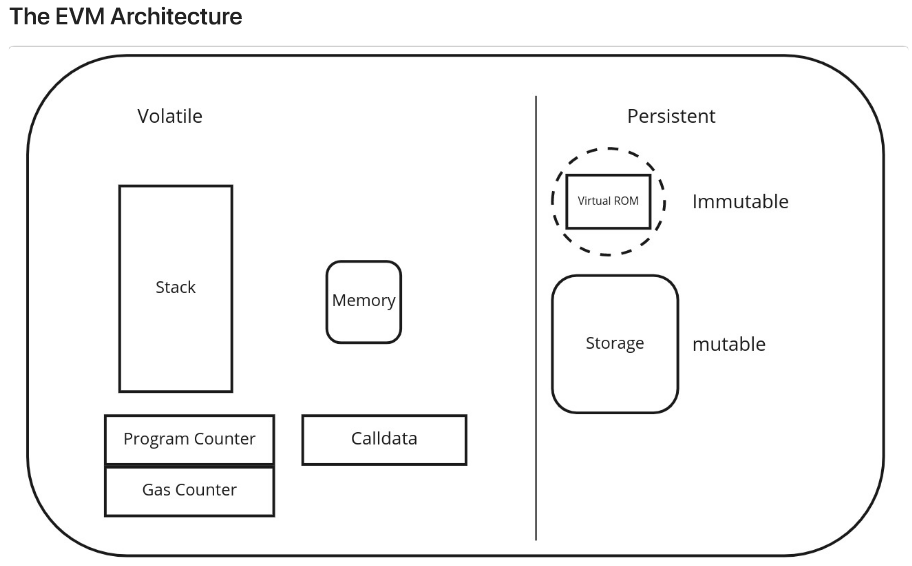 The EVM Architecture
Volatile
Persistent
Virtual ROM
Immutable
Stack
Memory
Storage
mutable
Program Counter
Calldata
Gas Counter